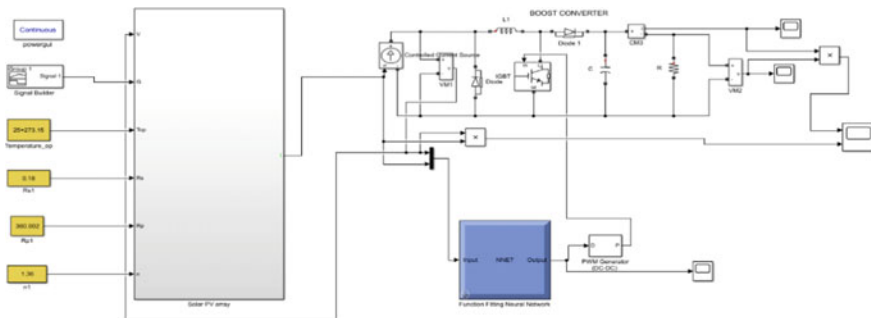 BOOST CONVERTER
Continuous
powergui
V
L1
Diode 1
CM3
Controlled Current Source
Group 1
Signal 1
Signal Builder
G
VM1
Diode
IGBT
C
R
VM2
×
25+273.15
Temperature_op
Top
×
0.18
Rs1
Rs
Rp
Rp1
1.36
n1
n
Solar PV array
Input
NNET
Output
Function Fitting Neural Network
D
P
PWM Generator
(DC-DC)